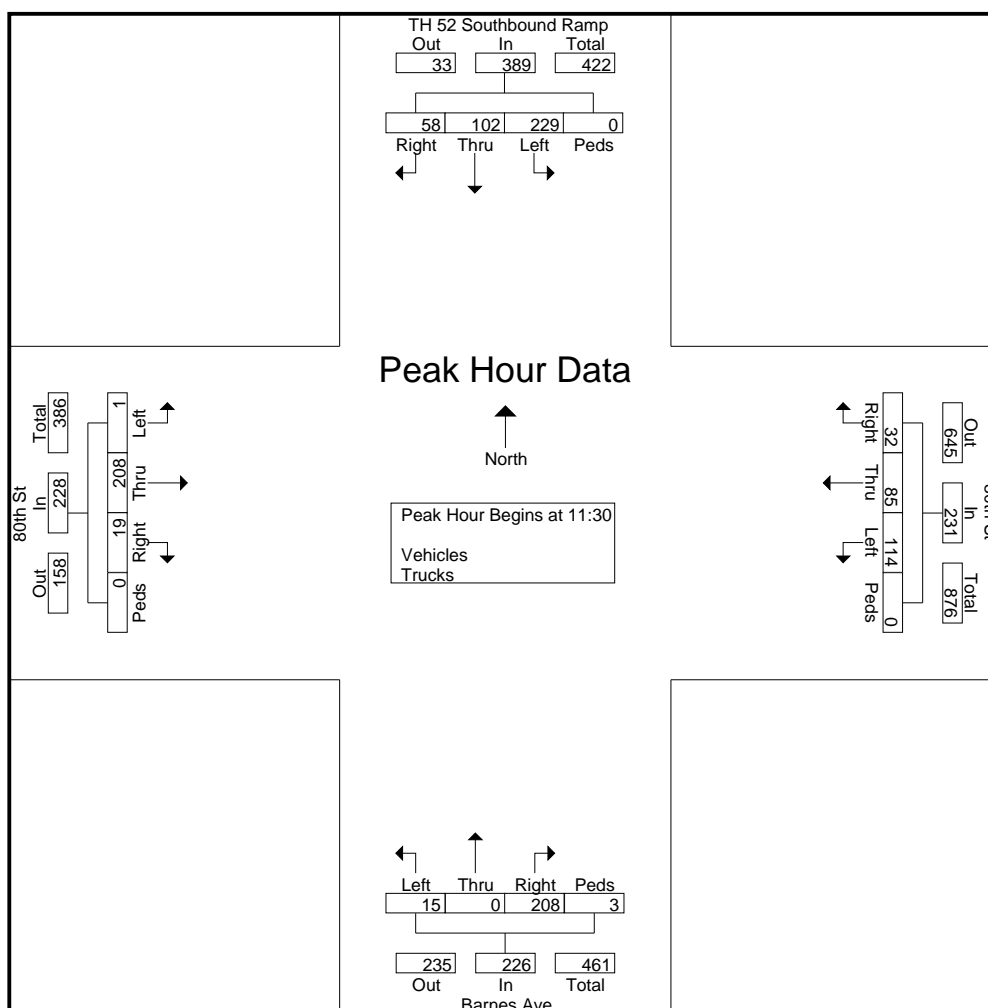 TH 52 Southbound Ramp
Out In Total
33 389 422
58 102 229 0
Right Thru Left Peds
Peak Hour Data
North
Peak Hour Begins at 11:30
Vehicles
Trucks
80th St
Total In Out
386 228 158
1 208 19 0
Left Thru Right Peds
Right Thru Left Peds
32 85 114 0
645 231 876
Out In Total
St
Left Thru Right Peds
15 0 208 3
235 226 461
Out In Total
Barnes Ave